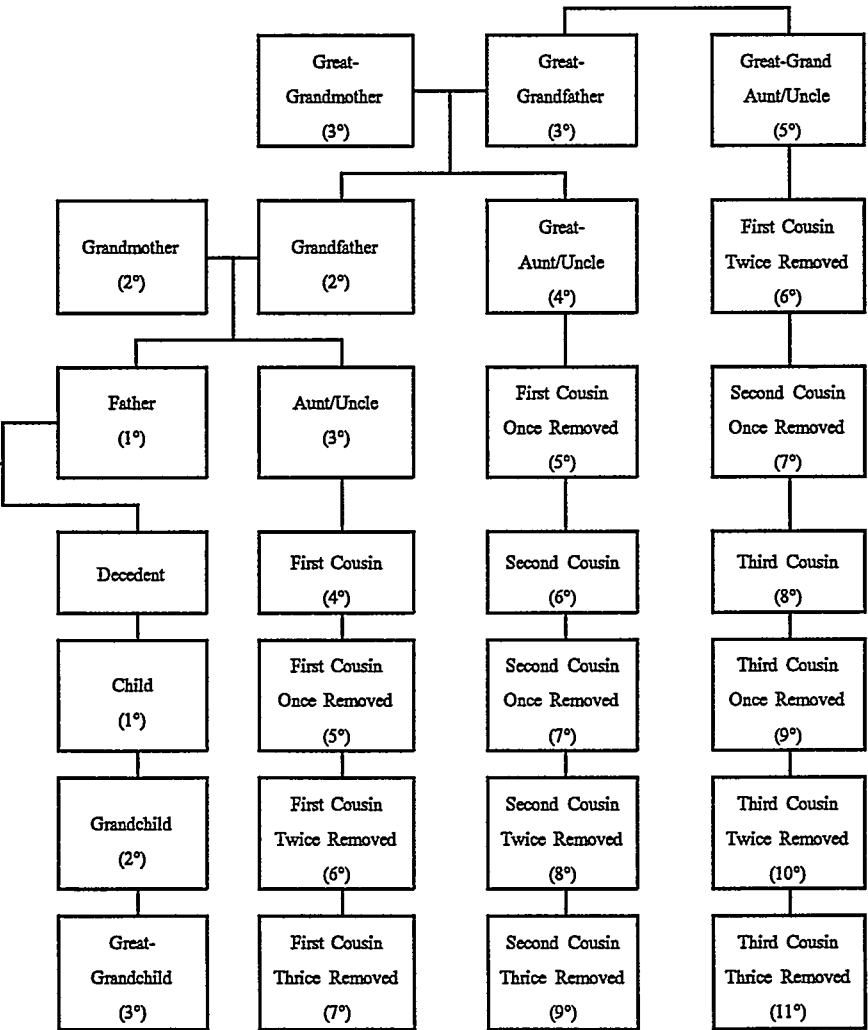 Great-
Grandmother
(3°)
Great-
Grandfather
(3°)
Great-Grand
Aunt/Uncle
(5°)
Grandmother
(2°)
Grandfather
(2°)
Great-
Aunt/Uncle
(4°)
First Cousin
Twice Removed
(6°)
Father
(1°)
Aunt/Uncle
(3°)
First Cousin
Once Removed
(5°)
Second Cousin
Once Removed
(7°)
Decedent
First Cousin
(4°)
Second Cousin
(6°)
Third Cousin
(8°)
Child
(1°)
First Cousin
Once Removed
(5°)
Second Cousin
Once Removed
(7°)
Third Cousin
Once Removed
(9°)
Grandchild
(2°)
First Cousin
Twice Removed
(6°)
Second Cousin
Twice Removed
(8°)
Third Cousin
Twice Removed
(10°)
Great-
Grandchild
(3°)
First Cousin
Thrice Removed
(7°)
Second Cousin
Thrice Removed
(9°)
Third Cousin
Thrice Removed
(11°)